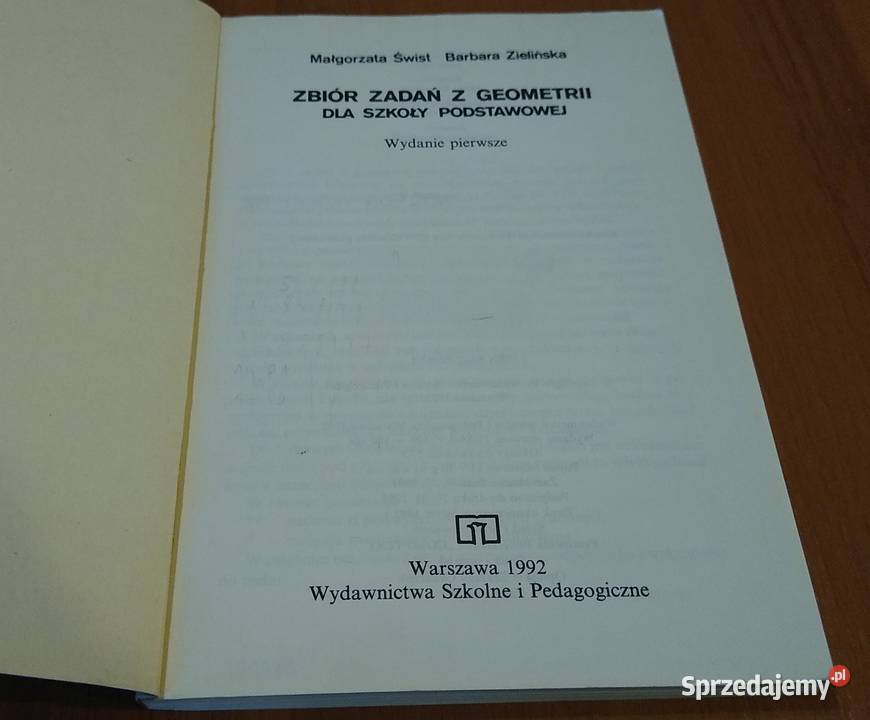 Małgorzata Świst Barbara Zielińska
ZBIÓR ZADAŃ Z GEOMETRII
DLA SZKOŁY PODSTAWOWEJ
Wydanie pierwsze
Warszawa 1992
Wydawnictwa Szkolne i Pedagogiczne
Sprzedajemy.pl